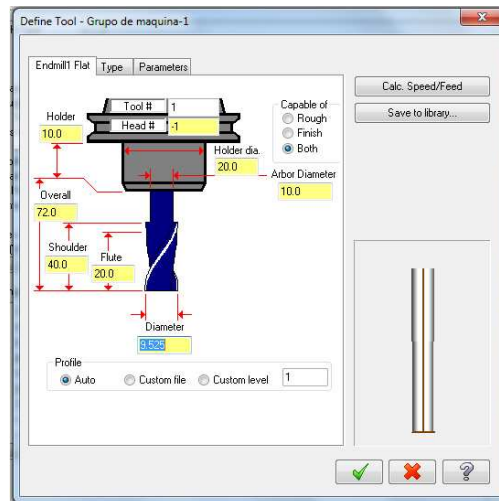 Define Tool - Grupo de maquina-1
Endmill1 Flat Type Parameters
Calc. Speed/Feed
Save to library...
Tool # 1
Head # -1
Capable of
Rough
Finish
Both
Holder
10.0
Holder dia.
20.0
Arbor Diameter
10.0
Overall
72.0
Shoulder
40.0
Flute
20.0
Diameter
9.525
Profile
Auto Custom file Custom level 1